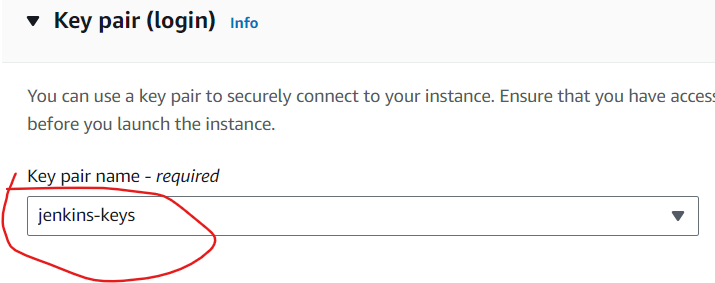 Key pair (login) Info
You can use a key pair to securely connect to your instance. Ensure that you have access
before you launch the instance.
Key pair name - required
jenkins-keys